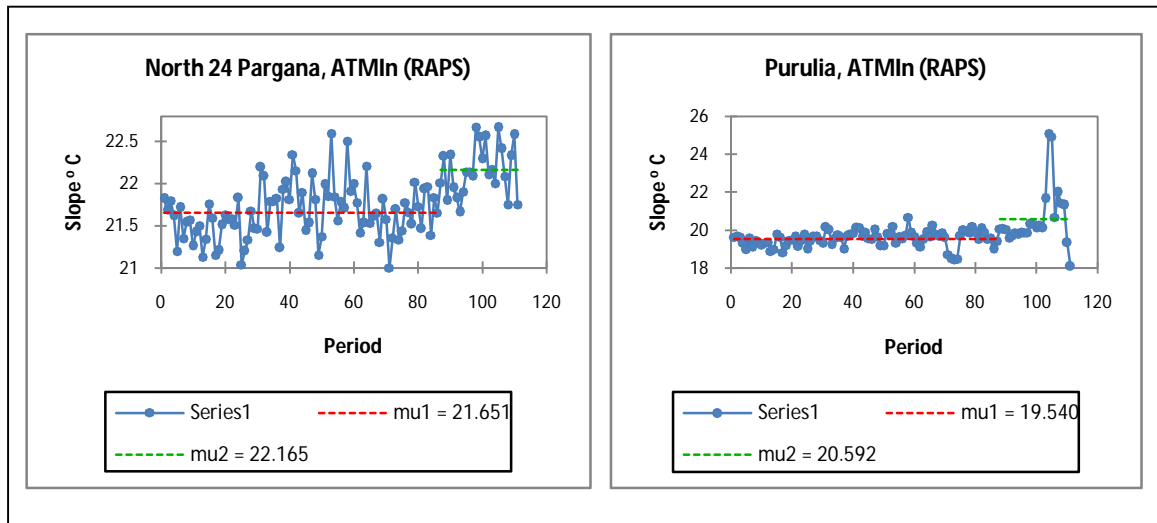 North 24 Pargana, ATMIn (RAPS)
22.5
22
21.5
21
0 20 40 60 80 100 120
Slope º C
Period
Series1 mu1 = 21.651
mu2 = 22.165
Purulia, ATMIn (RAPS)
26
24
22
20
18
0 20 40 60 80 100 120
Slope º C
Period
Series1 mu1 = 19.540
mu2 = 20.592